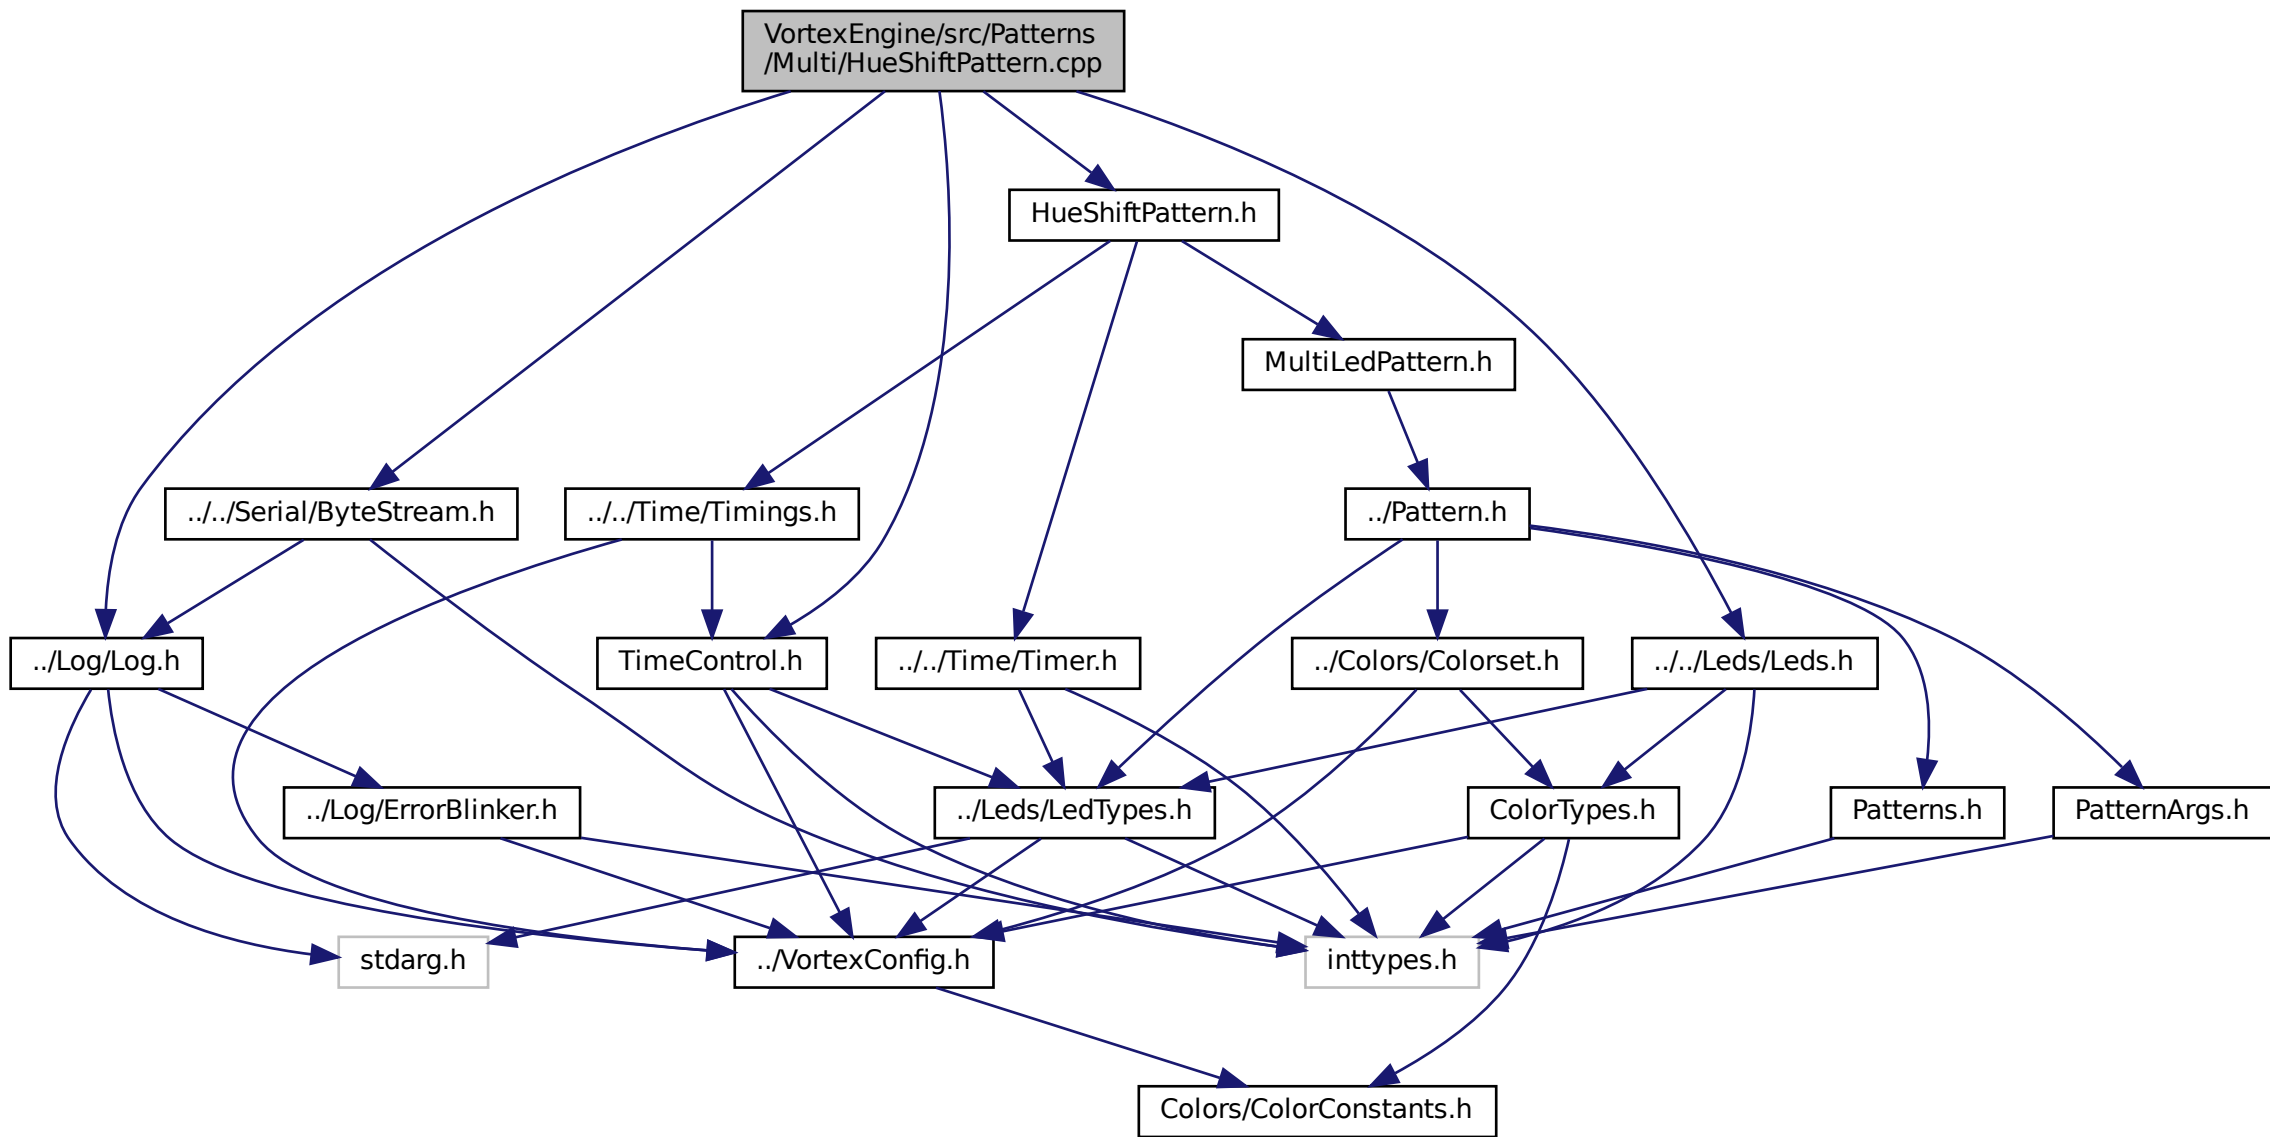 VortexEngine/src/Patterns
/Multi/HueShiftPattern.cpp
HueShiftPattern.h
MultiLedPattern.h
../../Serial/ByteStream.h
../../Time/Timings.h
../Pattern.h
../Log/Log.h
TimeControl.h
../../Time/Timer.h
../Colors/Colorset.h
../../Leds/Leds.h
../Log/ErrorBlinker.h
../Leds/LedTypes.h
ColorTypes.h
Patterns.h
PatternArgs.h
stdarg.h
../VortexConfig.h
inttypes.h
Colors/ColorConstants.h